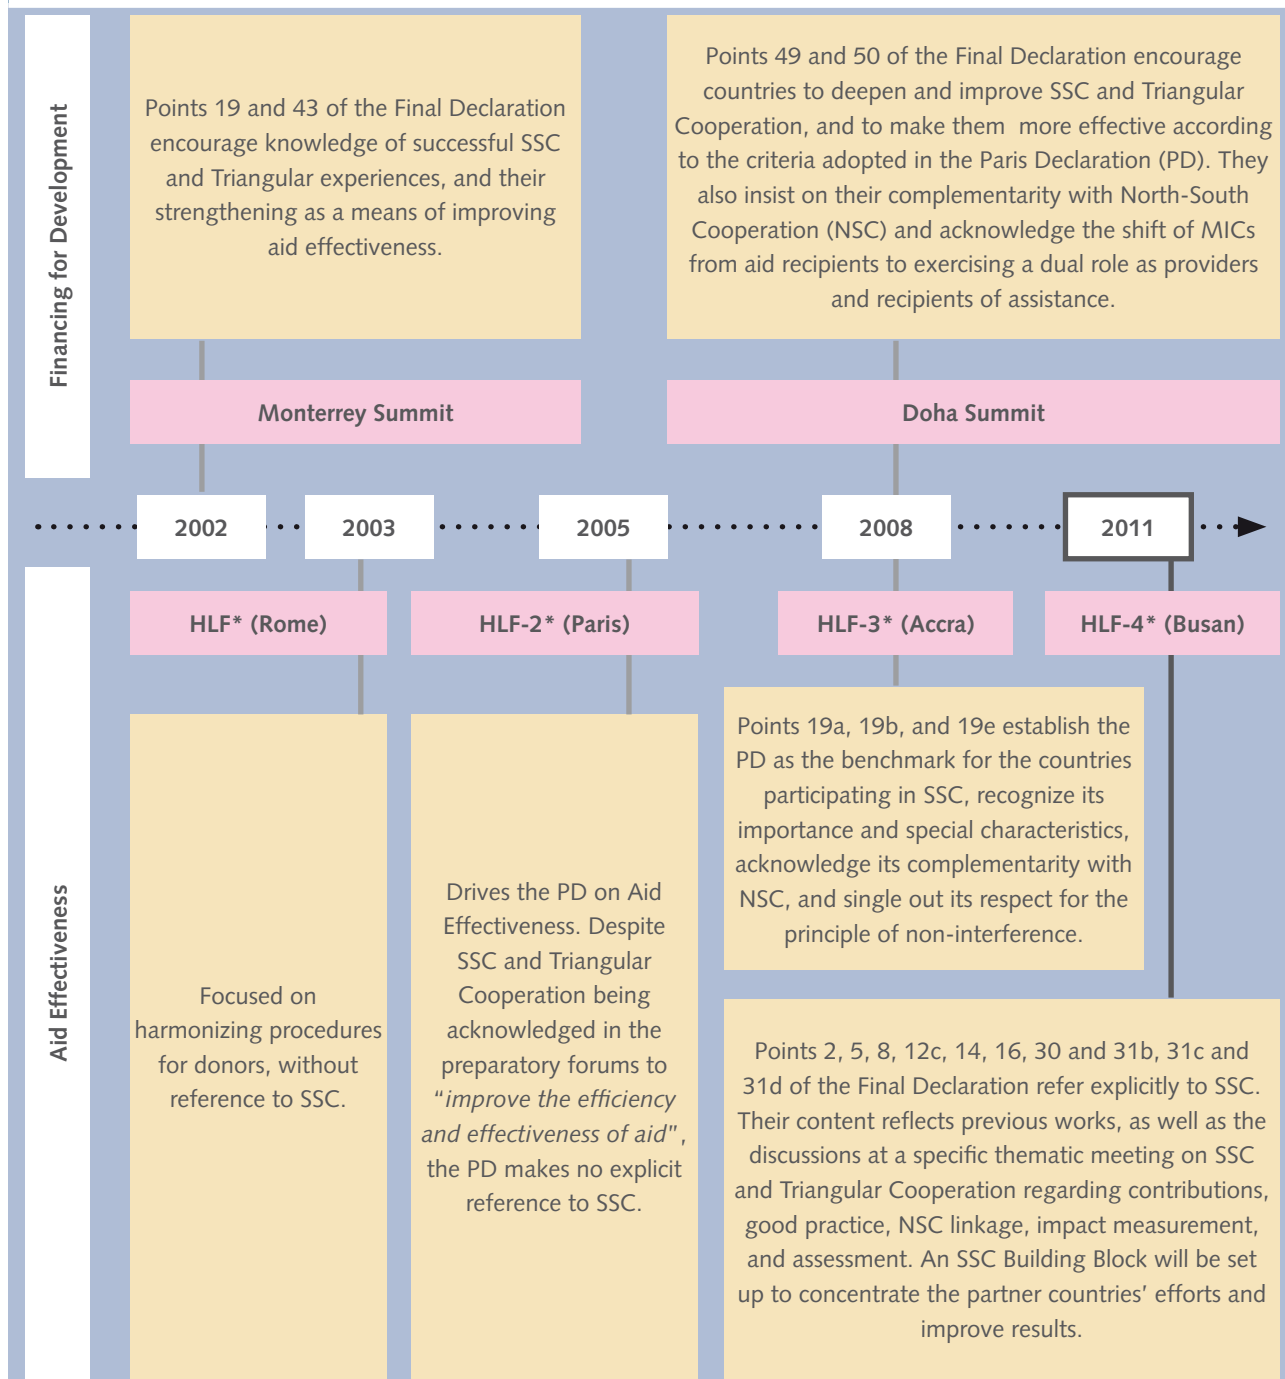 Financing for Development
Points 19 and 43 of the Final Declaration
encourage knowledge of successful SSC
and Triangular experiences, and their
strengthening as a means of improving
aid effectiveness.
Points 49 and 50 of the Final Declaration encourage
countries to deepen and improve SSC and Triangular
Cooperation, and to make them more effective according
to the criteria adopted in the Paris Declaration (PD). They
also insist on their complementarity with North-South
Cooperation (NSC) and acknowledge the shift of MICs
from aid recipients to exercising a dual role as providers
and recipients of assistance.
Monterrey Summit
Doha Summit
2002
2003
2005
2008
2011
Aid Effectiveness
HLF* (Rome)
HLF-2* (Paris)
HLF-3* (Accra)
HLF-4* (Busan)
Focused on
harmonizing procedures
for donors, without
reference to SSC.
Drives the PD on Aid
Effectiveness. Despite
SSC and Triangular
Cooperation being
acknowledged in the
preparatory forums to
“improve the efficiency
and effectiveness of aid”,
the PD makes no explicit
reference to SSC.
Points 19a, 19b, and 19e establish the
PD as the benchmark for the countries
participating in SSC, recognize its
importance and special characteristics,
acknowledge its complementarity with
NSC, and single out its respect for the
principle of non-interference.
Points 2, 5, 8, 12c, 14, 16, 30 and 31b, 31c and
31d of the Final Declaration refer explicitly to SSC.
Their content reflects previous works, as well as the
discussions at a specific thematic meeting on SSC
and Triangular Cooperation regarding contributions,
good practice, NSC linkage, impact measurement,
and assessment. An SSC Building Block will be set
up to concentrate the partner countries’ efforts and
improve results.